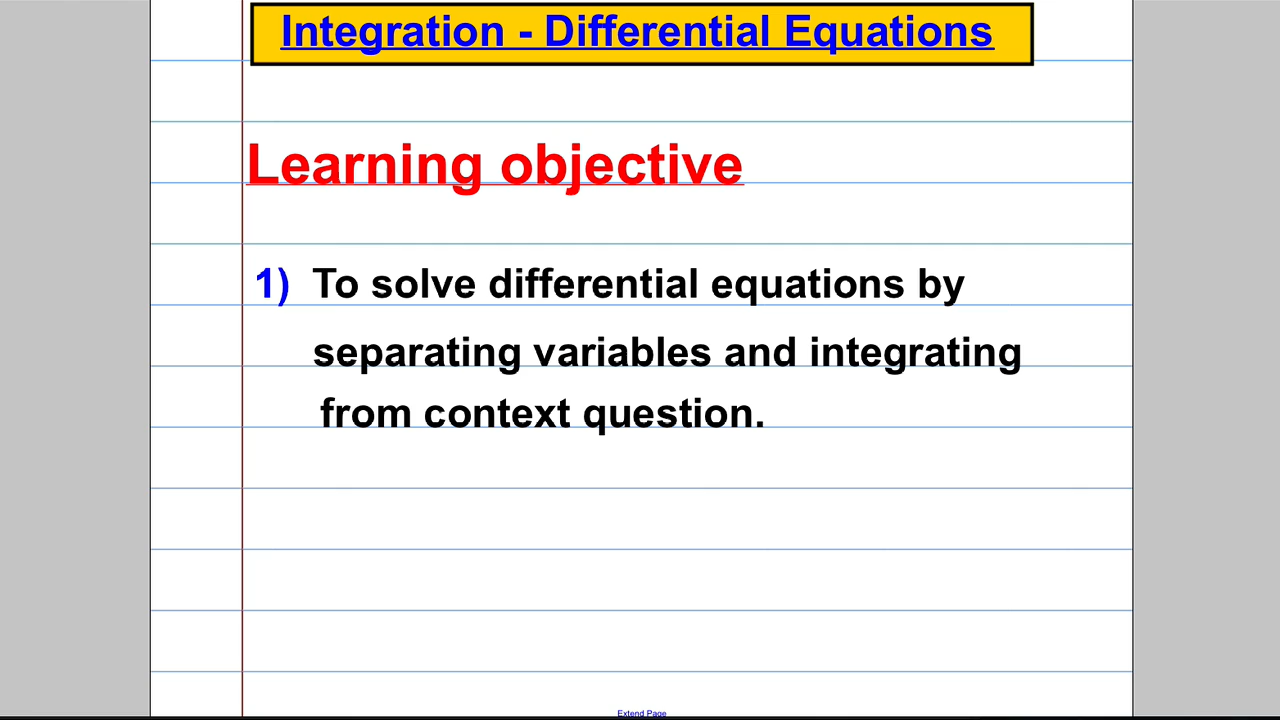 Integration - Differential Equations
Learning objective
1) To solve differential equations by
separating variables and integrating
from context question.
Extend Page